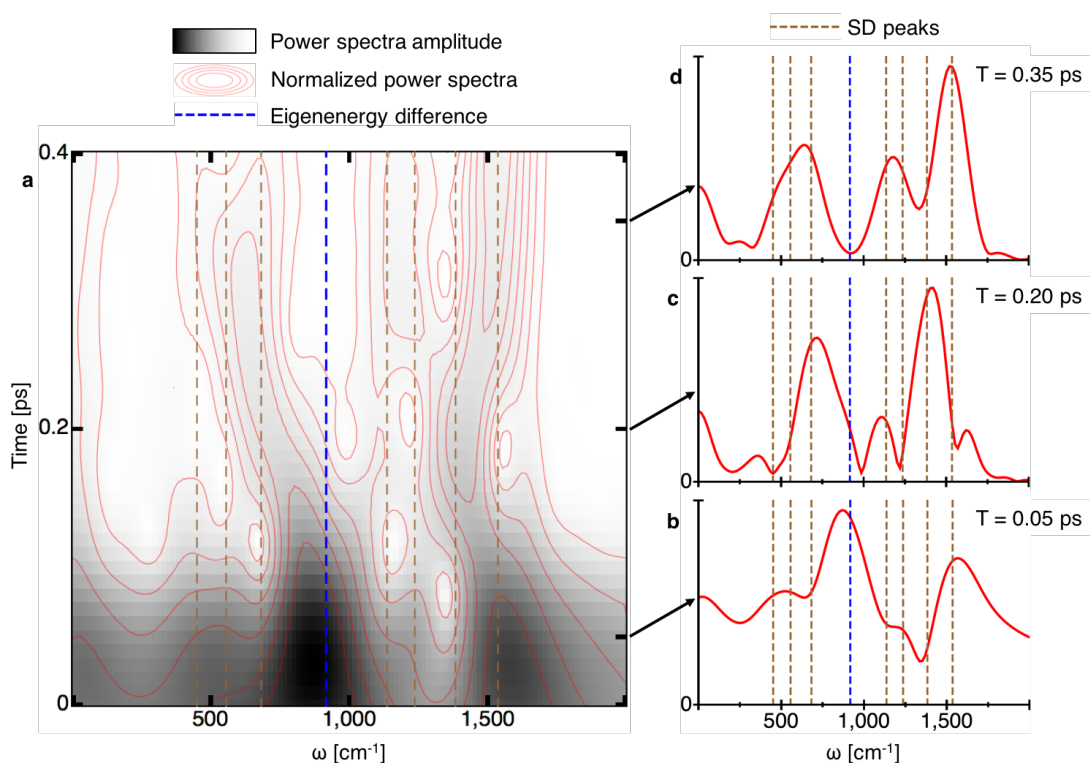 Power spectra amplitude
Normalized power spectra
Eigenenergy difference
SD peaks
a
0.4
0.2
0
Time [ps]
500
1,000
1,500
ω [cm-1]
d
T = 0.35 ps
0
c
T = 0.20 ps
0
b
T = 0.05 ps
0
500
1,000
1,500
ω [cm-1]